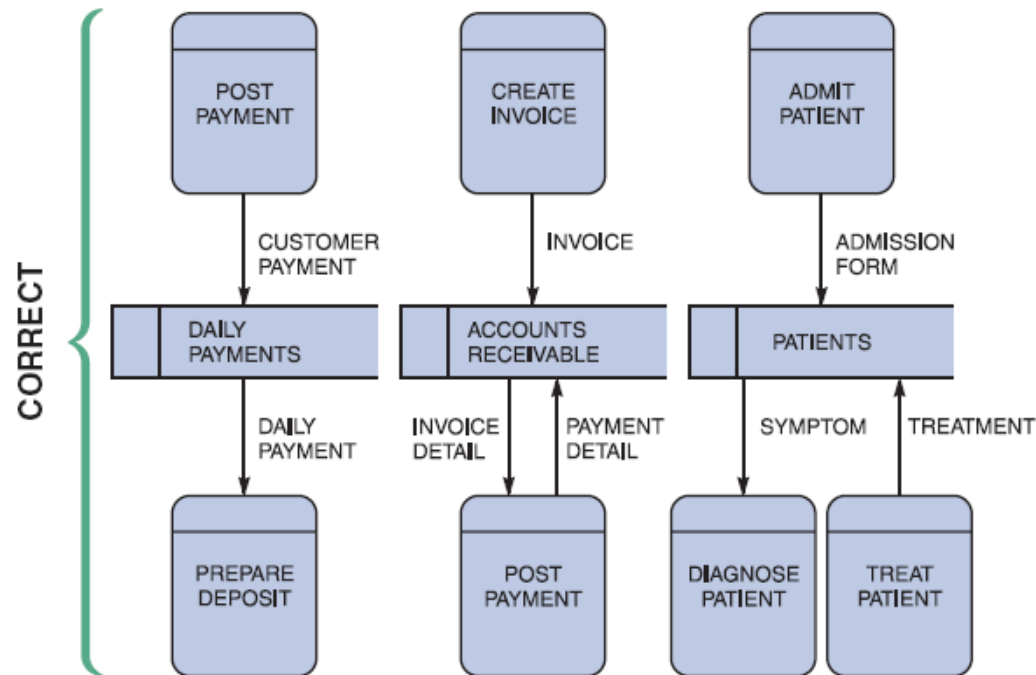 CORRECT
POST
PAYMENT
CREATE
INVOICE
ADMIT
PATIENT
CUSTOMER
PAYMENT
INVOICE
ADMISSION
FORM
DAILY
PAYMENTS
ACCOUNTS
RECEIVABLE
PATIENTS
DAILY
PAYMENT
INVOICE
DETAIL
PAYMENT
DETAIL
SYMPTOM
TREATMENT
PREPARE
DEPOSIT
POST
PAYMENT
DIAGNOSE
PATIENT
TREAT
PATIENT